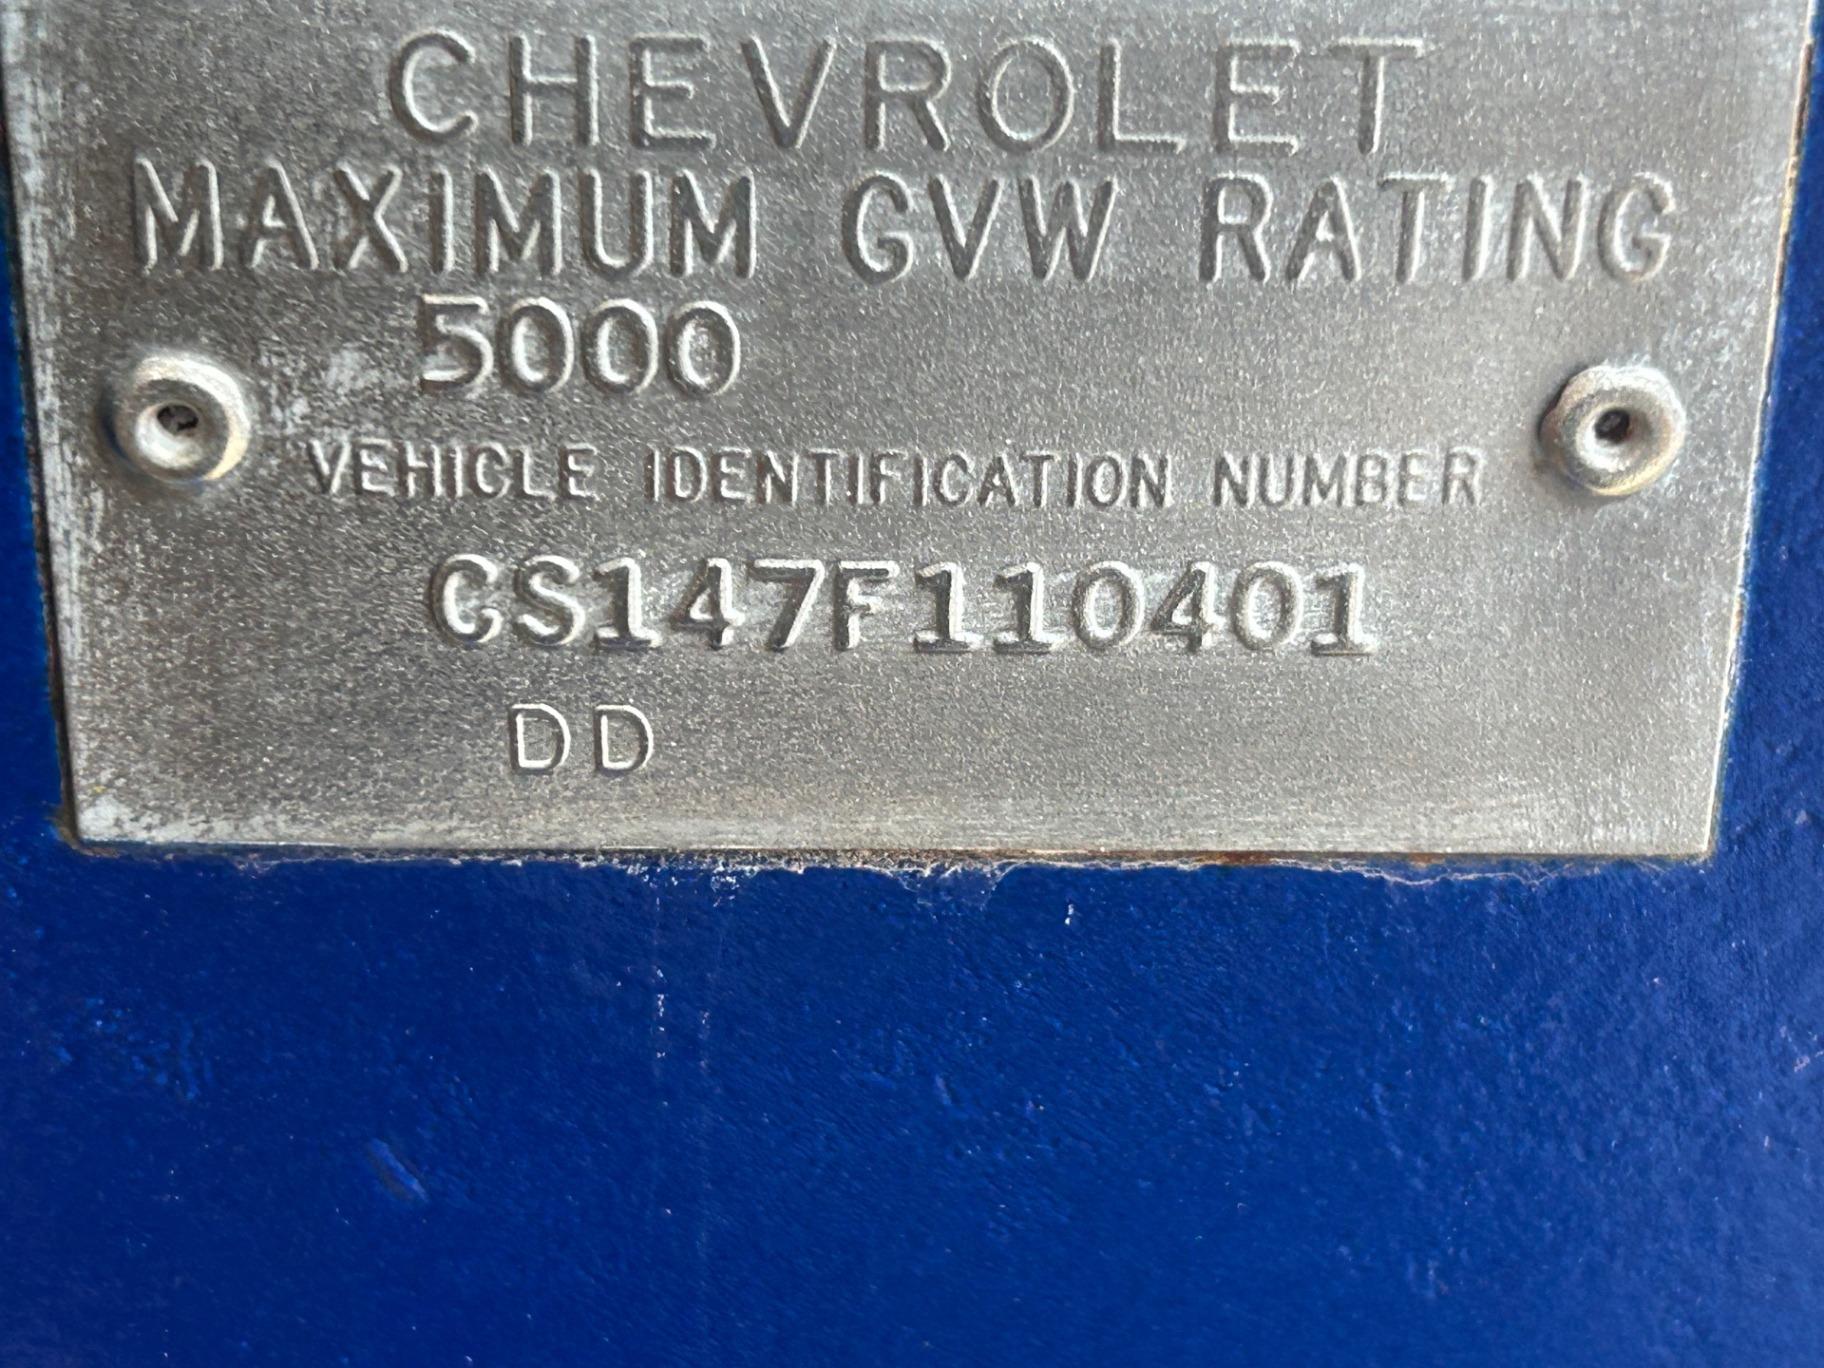 CHEVROLET
MAXIMUM GVW RATING
5000
VEHICLE IDENTIFICATION NUMBER
CS147F110401
DD